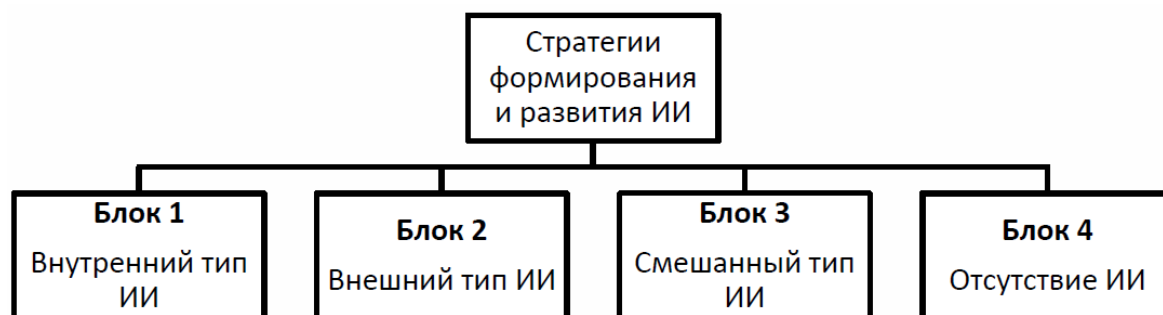 Стратегии
формирования
и развития ИИ
Блок 1
Внутренний тип
ИИ
Блок 2
Внешний тип ИИ
Блок 3
Смешанный тип
ИИ
Блок 4
Отсутствие ИИ